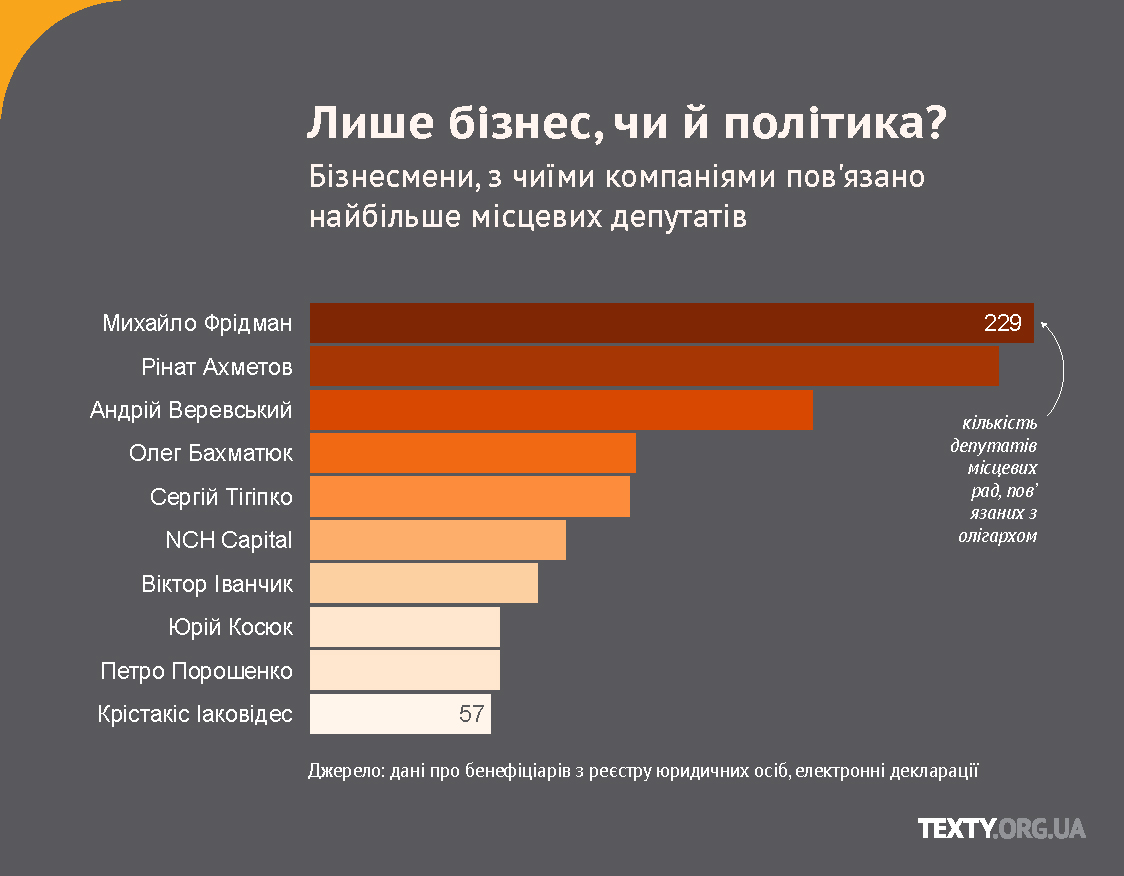 Лише бізнес, чи й політика?
Бізнесмени, з чиїми компаніями пов'язано
найбільше місцевих депутатів
Михайло Фрідман
229
Рінат Ахметов
Андрій Веревський
Олег Бахматюк
Сергій Тігіпко
NCH Capital
Віктор Іванчик
Юрій Косюк
Петро Порошенко
Крістакіс Іаковідес
57
кількість
депутатів
місцевих
рад, пов’
язаних з
олігархом
Джерело: дані про бенефіціарів з реєстру юридичних осіб, електронні декларації
TEXTY.ORG.UA